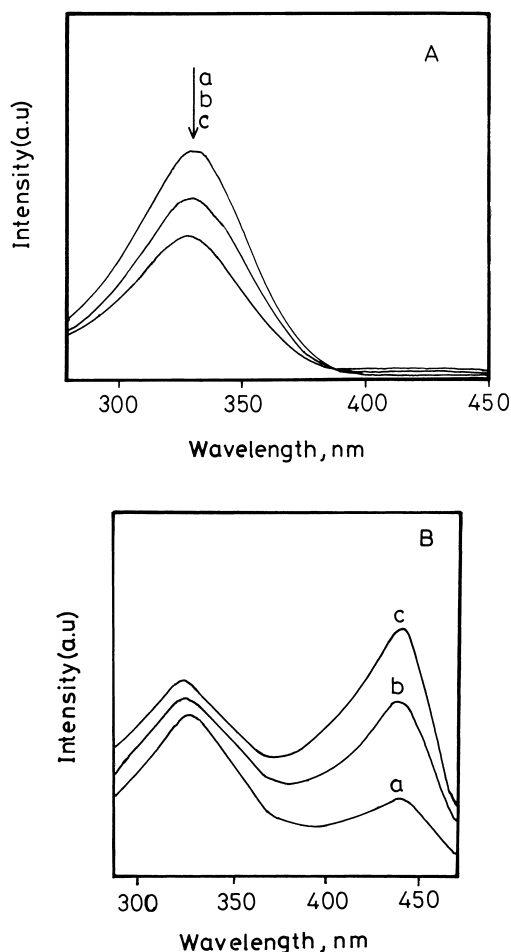 A
a
b
c
Intensity(a.u)
300 350 400 450
Wavelength, nm
B
c
b
a
Intensity(a.u)
300 350 400 450
Wavelength, nm